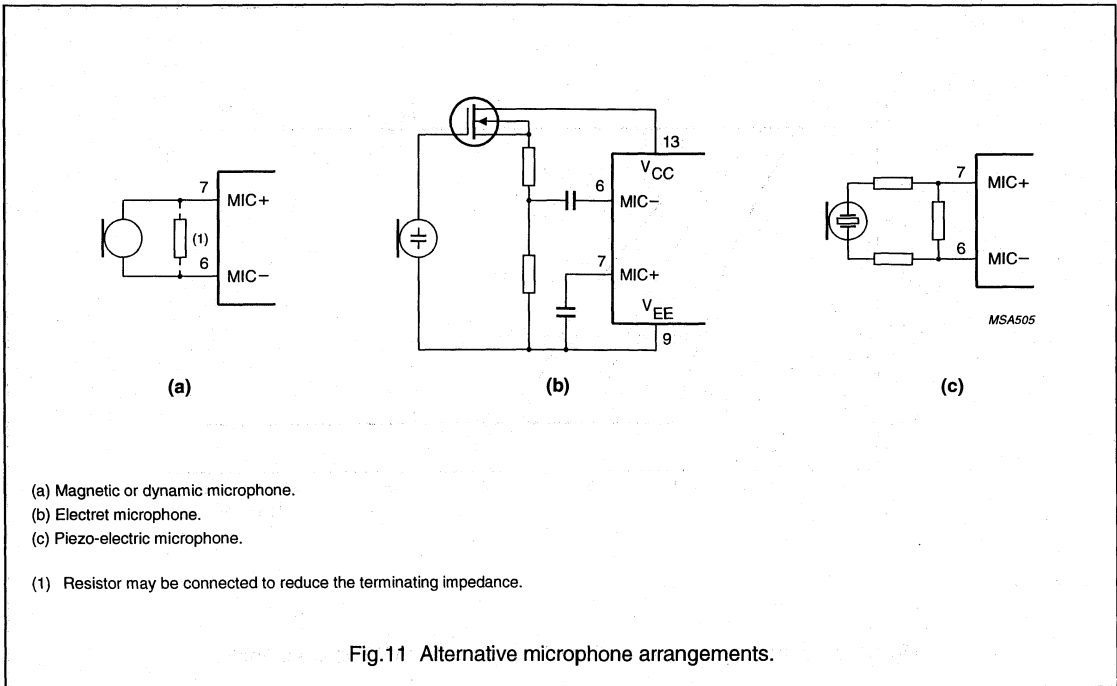 7
MIC+
(1)
6
MIC−
(a)
13
VCC
6
MIC−
7
MIC+
VEE
9
(b)
7
MIC+
6
MIC−
MSA505
(c)
(a) Magnetic or dynamic microphone.
(b) Electret microphone.
(c) Piezo-electric microphone.
(1) Resistor may be connected to reduce the terminating impedance.
Fig.11 Alternative microphone arrangements.